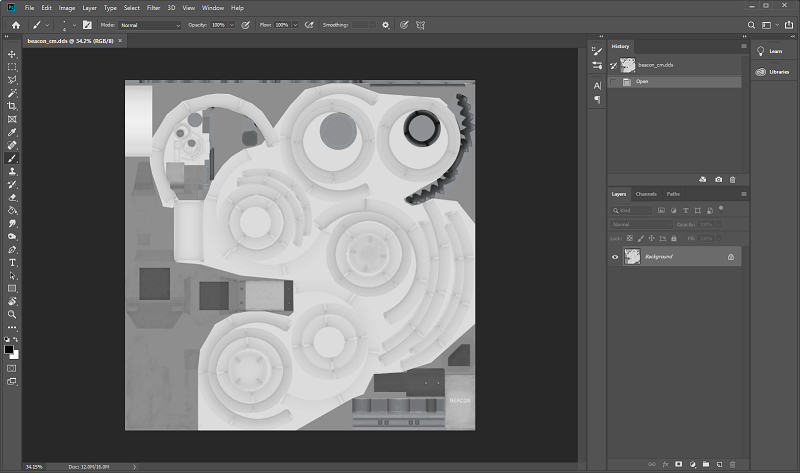 Ps File Edit Image Layer Type Select Filter 3D View Window Help
Mode: Normal Opacity: 100% Flow: 100% Smoothing:
beacon_cm.dds @ 34.2% (RGB/8) ×
History
beacon_cm.dds
Open
Learn
Libraries
Layers Channels Paths
Kind
Normal Opacity: 100%
Lock: Fill: 100%
Background
BEACON
34.15% Doc: 12.0M/16.0M